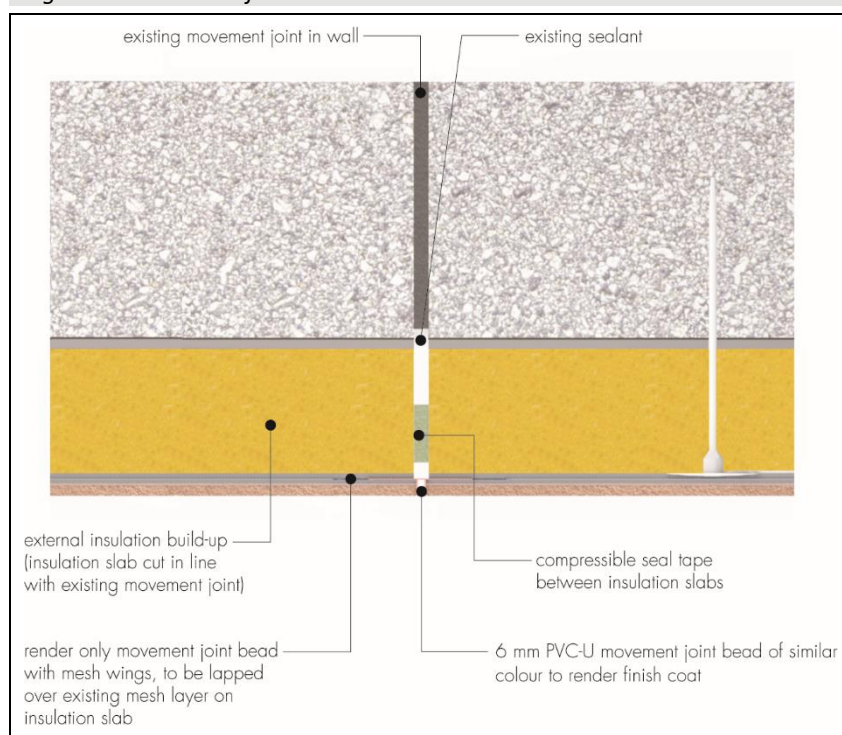 existing movement joint in wall
existing sealant
external insulation build-up
(insulation slab cut in line
with existing movement joint)
compressible seal tape
between insulation slabs
render only movement joint bead
with mesh wings, to be lapped
over existing mesh layer on
insulation slab
6 mm PVC-U movement joint bead of similar
colour to render finish coat